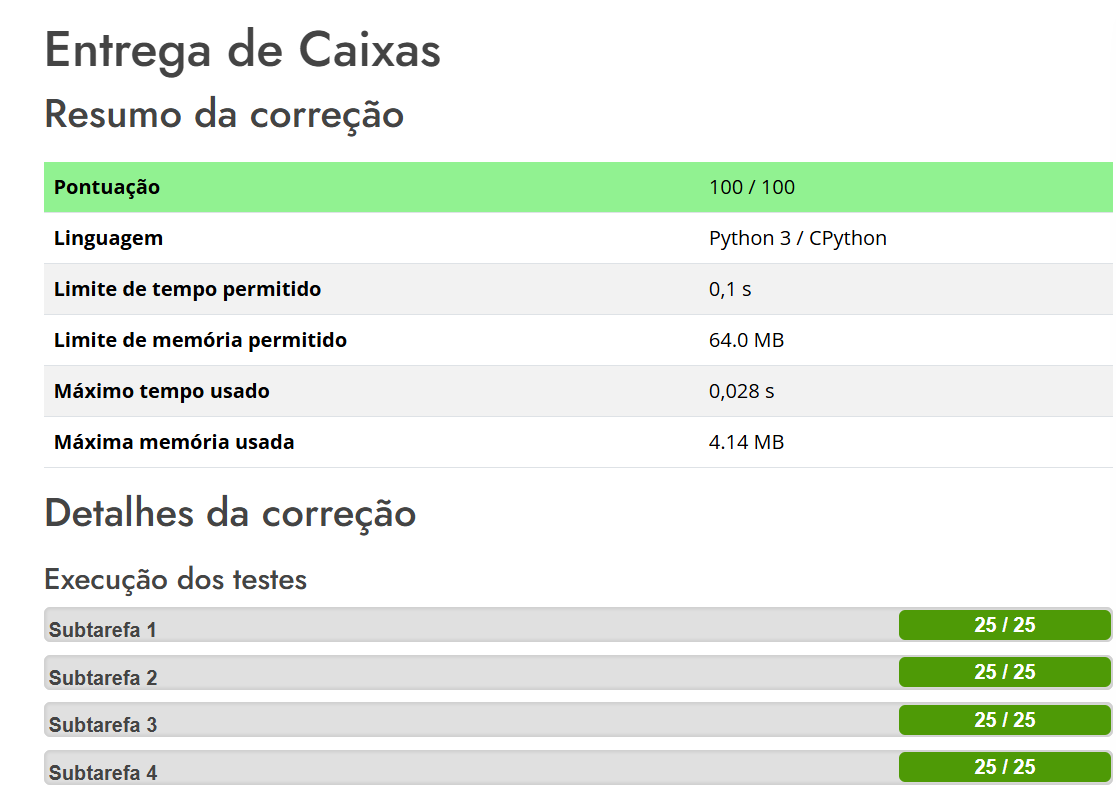 Entrega de Caixas
Resumo da correção
Pontuação 100 / 100
Linguagem Python 3 / CPython
Limite de tempo permitido 0,1 s
Limite de memória permitido 64.0 MB
Máximo tempo usado 0,028 s
Máxima memória usada 4.14 MB
Detalhes da correção
Execução dos testes
Subtarefa 1 25 / 25
Subtarefa 2 25 / 25
Subtarefa 3 25 / 25
Subtarefa 4 25 / 25